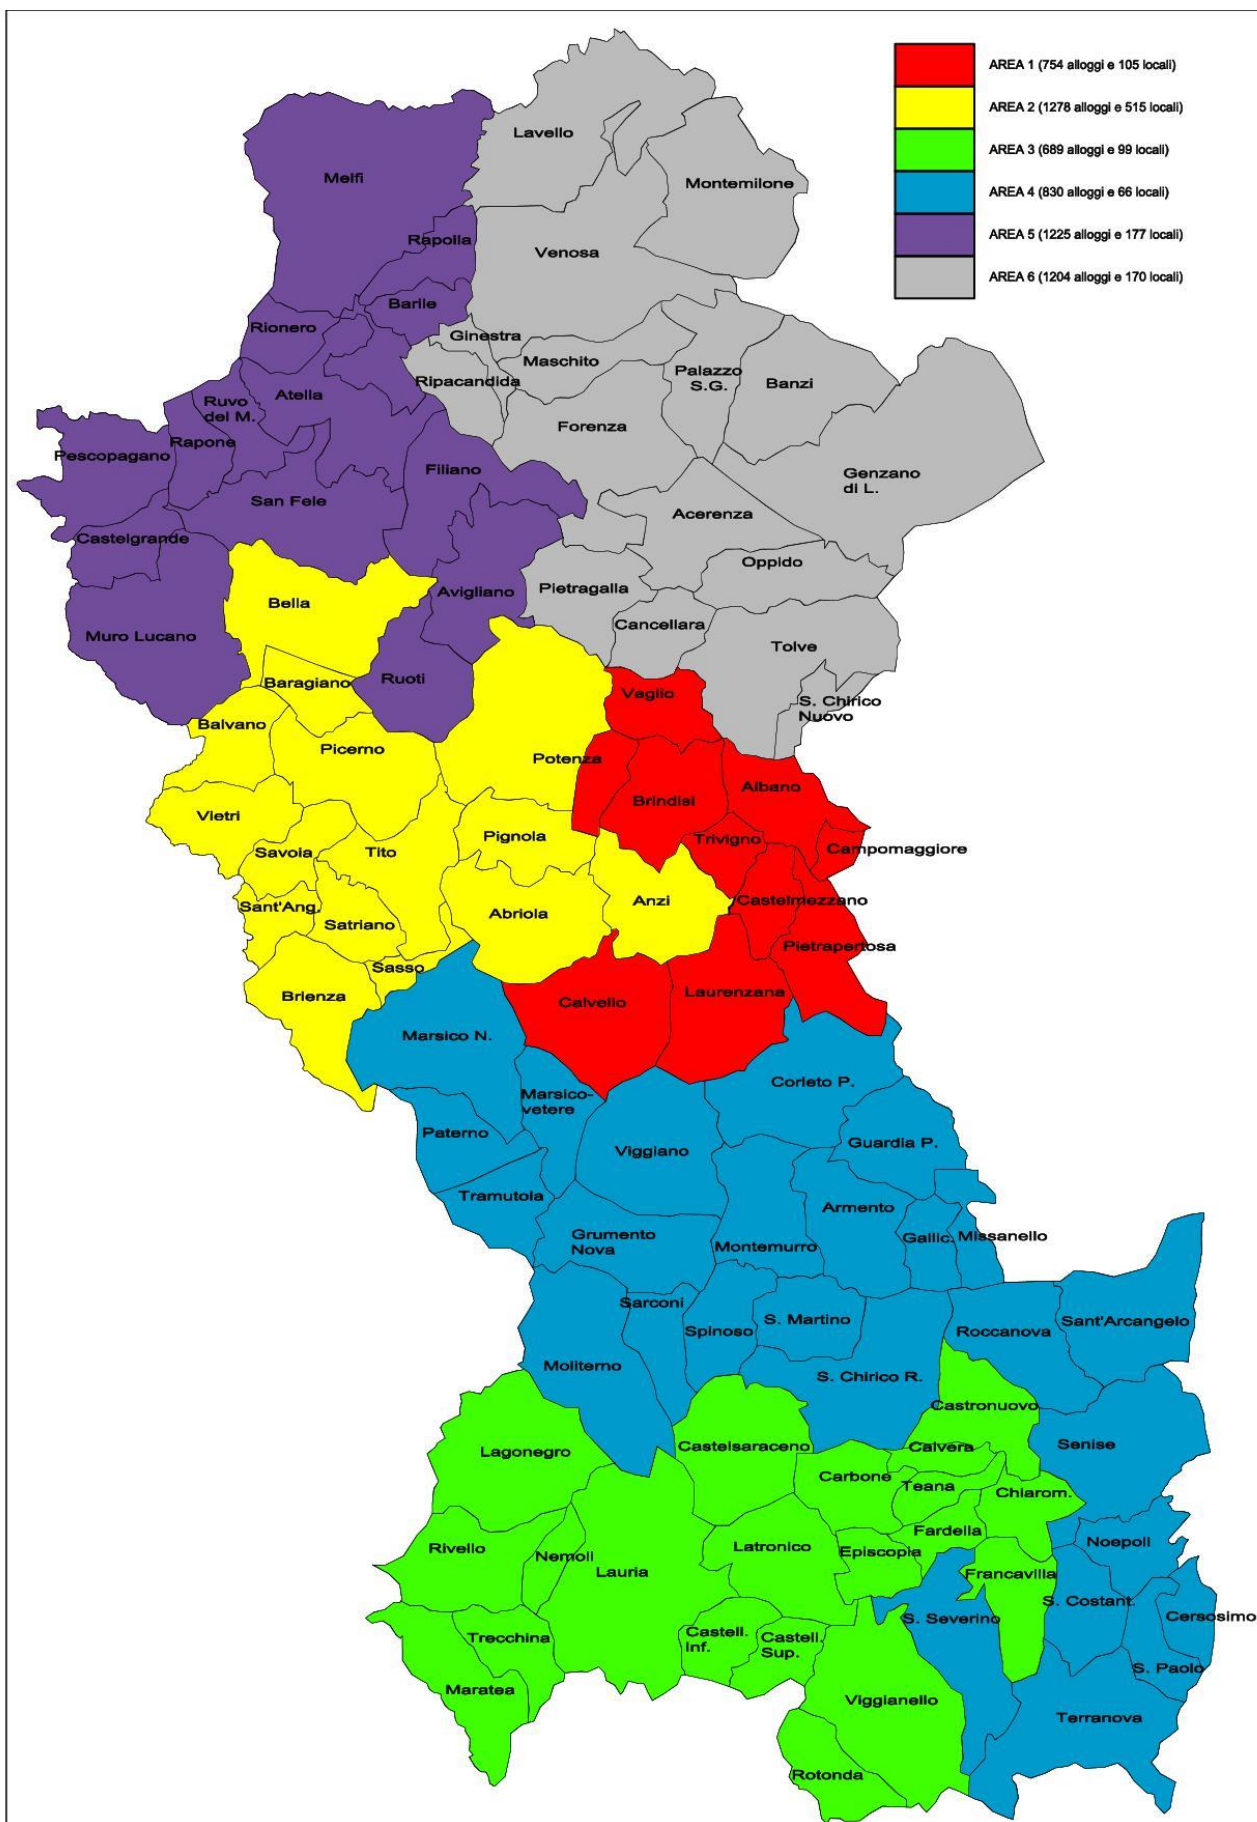 AREA 1 (754 alloggi e 105 locali)
AREA 2 (1278 alloggi e 515 locali)
AREA 3 (689 alloggi e 99 locali)
AREA 4 (830 alloggi e 66 locali)
AREA 5 (1225 alloggi e 177 locali)
AREA 6 (1204 alloggi e 170 locali)
Lavello
Melfi
Montemilone
Rapolla
Venosa
Barile
Rionero
Ginestra
Maschito
Ripacandida
Palazzo
S.G.
Banzi
Atella
Ruvo
del M.
Forenza
Rapone
Pescopagano
Filiano
Genzano
di L.
San Fele
Acerenza
Castelgrande
Oppido
Pietragalla
Avigliano
Bella
Cancellara
Muro Lucano
Tolve
Ruoti
Baragiano
Vaglio
S. Chirico
Nuovo
Balvano
Picerno
Potenza
Albano
Brindisi
Vietri
Pignola
Trivigno
Campomaggiore
Savoia
Tito
Anzi
Castelmezzano
Sant'Ang.
Abriola
Satriano
Pietrapertosa
Sasso
Brienza
Calvello
Laurenzana
Marsico N.
Corleto P.
Marsico-
vetere
Paterno
Viggiano
Guardia P.
Tramutola
Armento
Grumento
Nova
Montemurro
Gallic.
Missanello
Sarconi
Spinoso
S. Martino
Roccanova
Sant'Arcangelo
Moliterno
S. Chirico R.
Castronuovo
Lagonegro
Castelsaraceno
Calvera
Senise
Carbone
Teana
Chiarom.
Fardella
Noepoli
Rivello
Nemoli
Latronico
Episcopia
Lauria
Francavilla
S. Costant.
S. Severino
Cersosimo
Trecchina
Castell.
Inf.
Castell.
Sup.
S. Paolo
Maratea
Viggianello
Terranova
Rotonda